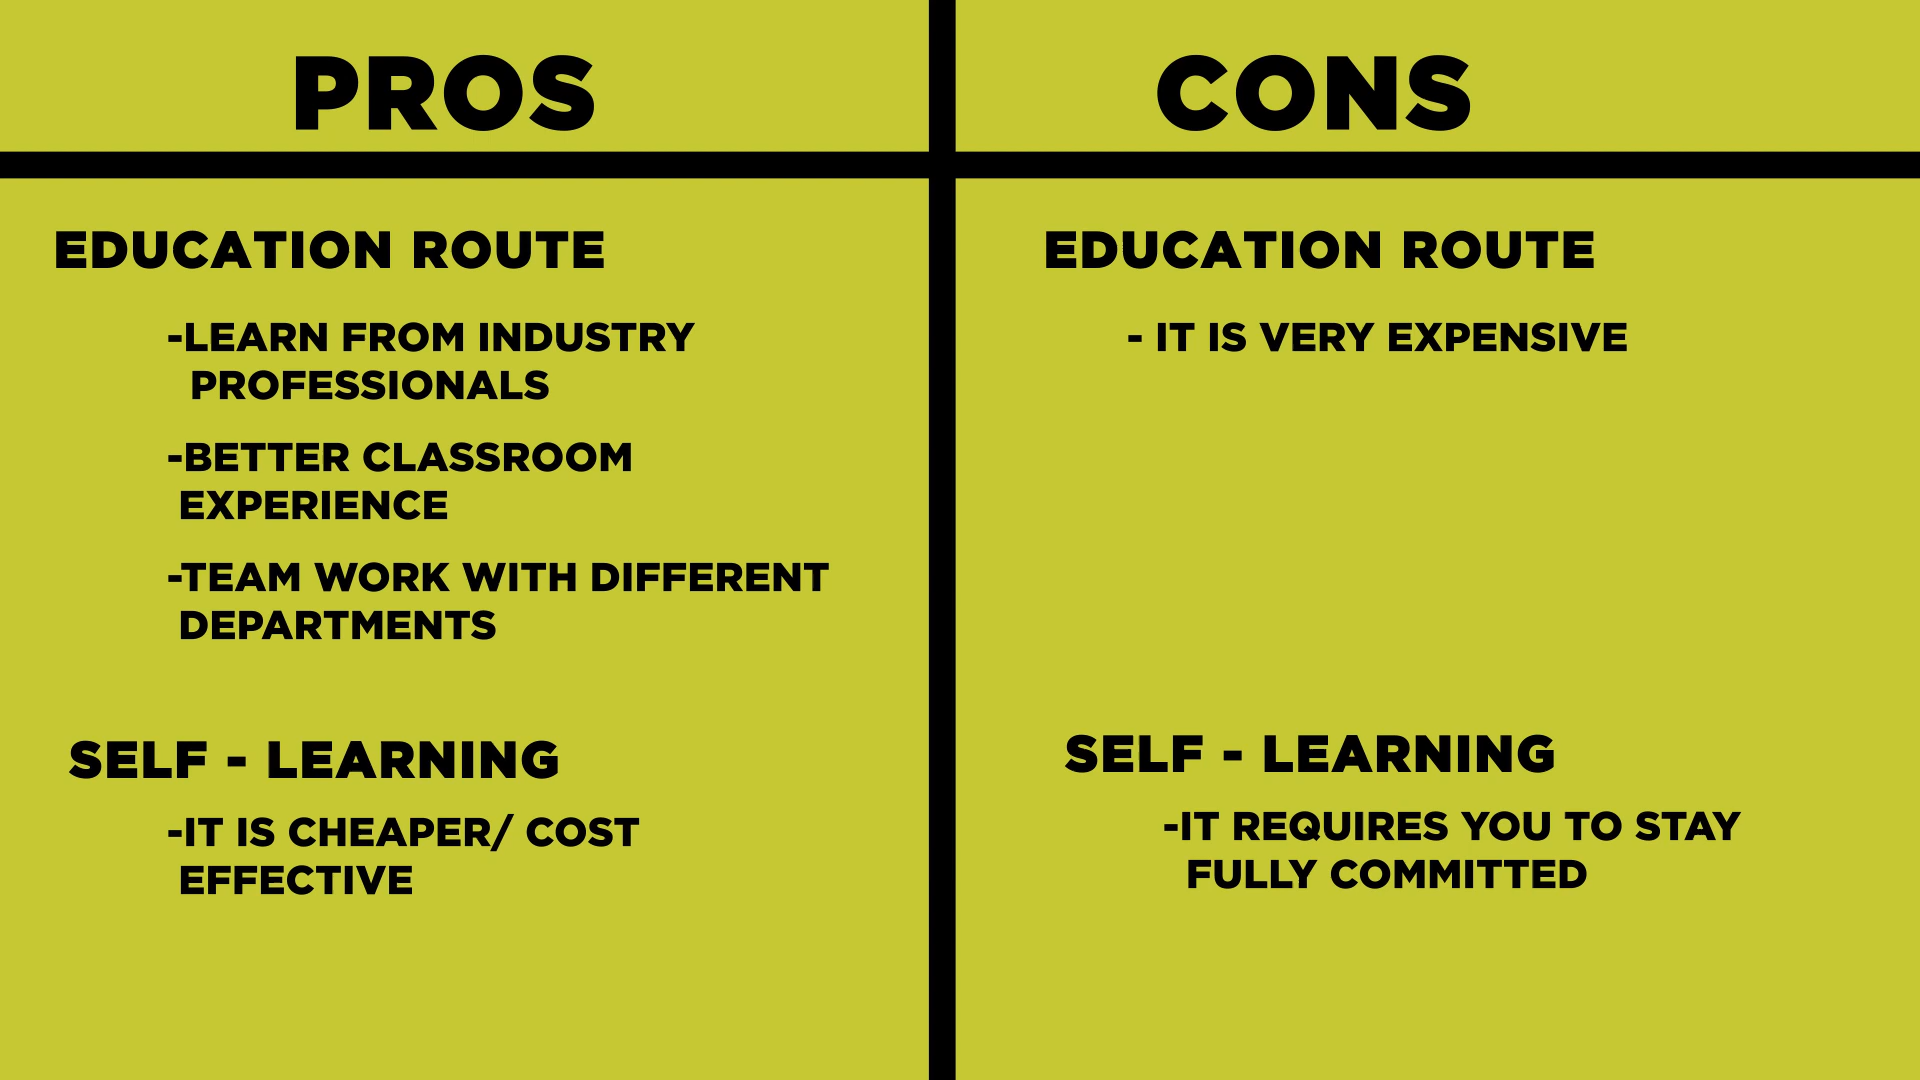 PROS
CONS
EDUCATION ROUTE
-LEARN FROM INDUSTRY
PROFESSIONALS
-BETTER CLASSROOM
EXPERIENCE
-TEAM WORK WITH DIFFERENT
DEPARTMENTS
SELF - LEARNING
-IT IS CHEAPER/ COST
EFFECTIVE
EDUCATION ROUTE
- IT IS VERY EXPENSIVE
SELF - LEARNING
-IT REQUIRES YOU TO STAY
FULLY COMMITTED